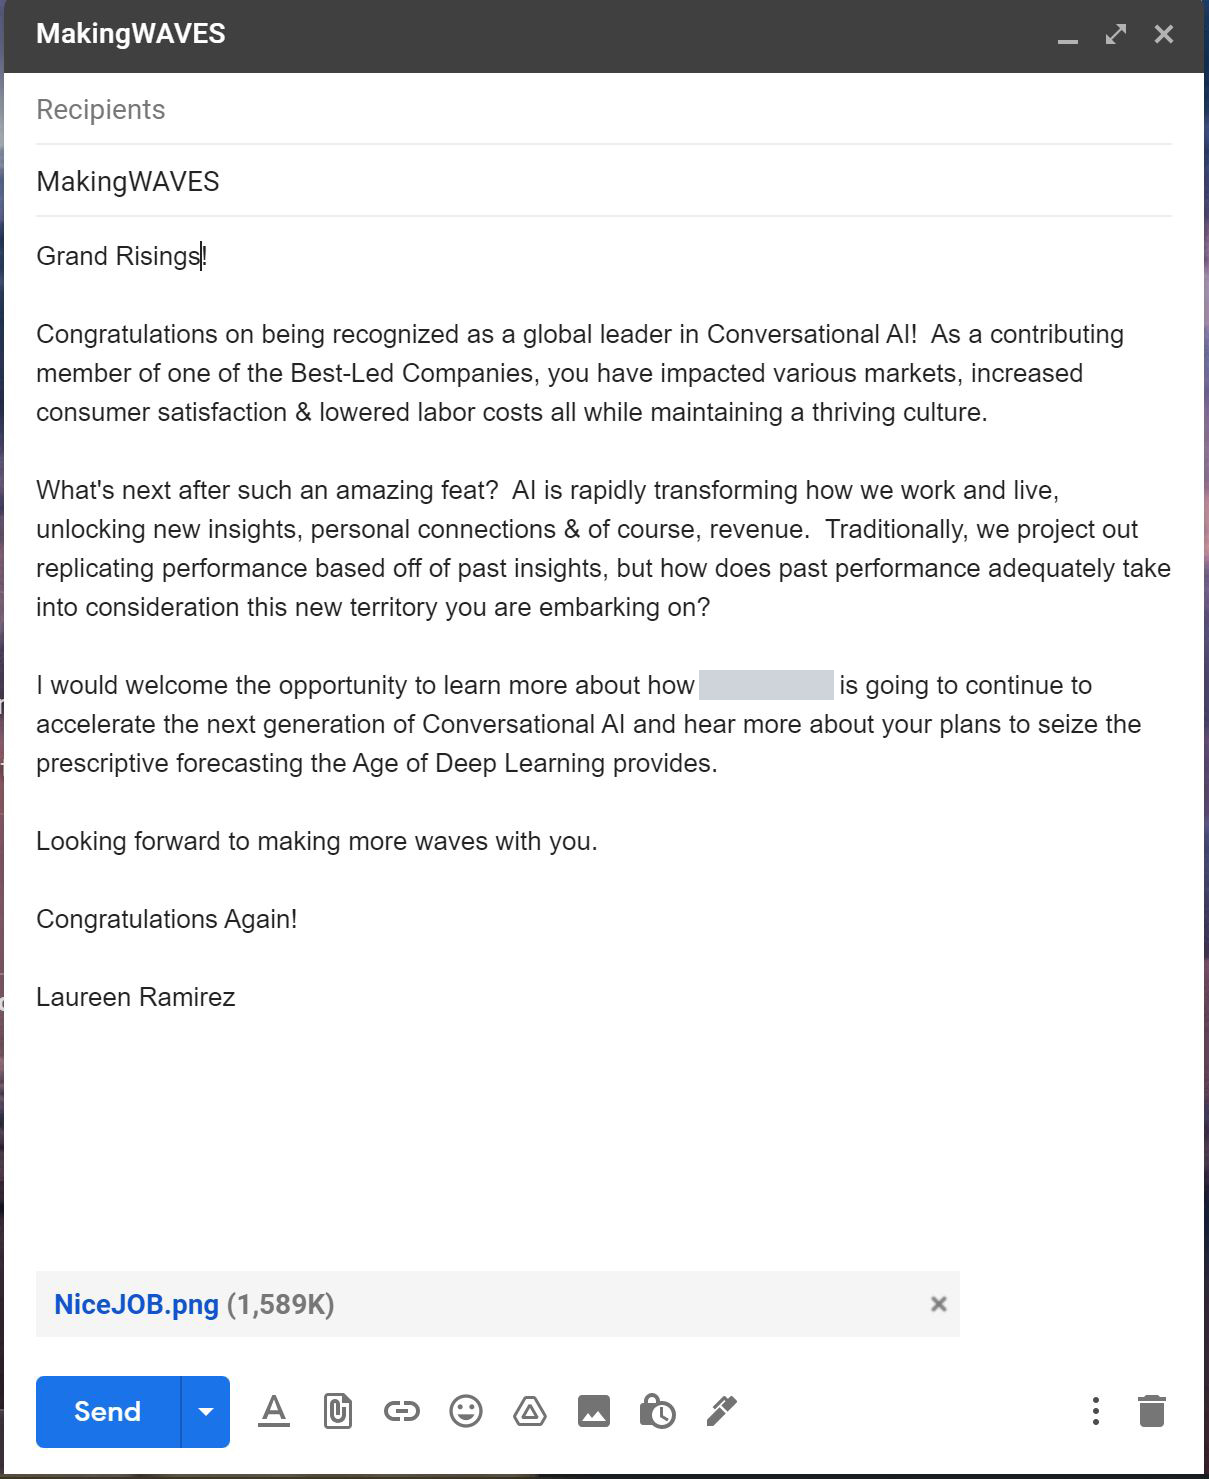 MakingWAVES
Recipients
MakingWAVES
Grand Risings!
Congratulations on being recognized as a global leader in Conversational AI!  As a contributing
member of one of the Best-Led Companies, you have impacted various markets, increased
consumer satisfaction & lowered labor costs all while maintaining a thriving culture.
What's next after such an amazing feat?  AI is rapidly transforming how we work and live,
unlocking new insights, personal connections & of course, revenue.  Traditionally, we project out
replicating performance based off of past insights, but how does past performance adequately take
into consideration this new territory you are embarking on?
I would welcome the opportunity to learn more about how is going to continue to
accelerate the next generation of Conversational AI and hear more about your plans to seize the
prescriptive forecasting the Age of Deep Learning provides.
Looking forward to making more waves with you.
Congratulations Again!
Laureen Ramirez
NiceJOB.png (1,589K)
Send